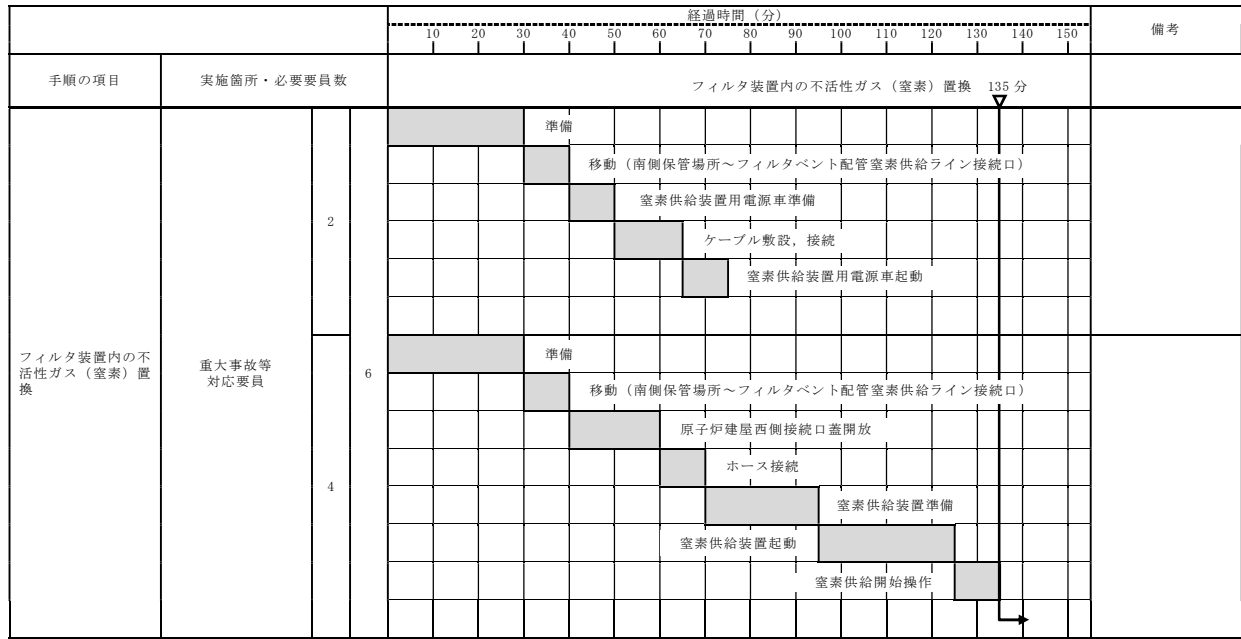 経過時間（分）
備考
10 20 30 40 50 60 70 80 90 100 110 120 130 140 150
手順の項目
実施箇所・必要要員数
フィルタ装置内の不活性ガス（窒素）置換 135分
準備
移動（南側保管場所～フィルタベント配管窒素供給ライン接続口）
窒素供給装置用電源車準備
2
ケーブル敷設，接続
窒素供給装置用電源車起動
フィルタ装置内の不
活性ガス（窒素）置
換
重大事故等
対応要員
6
準備
移動（南側保管場所～フィルタベント配管窒素供給ライン接続口）
原子炉建屋西側接続口蓋開放
ホース接続
4
窒素供給装置準備
窒素供給装置起動
窒素供給開始操作